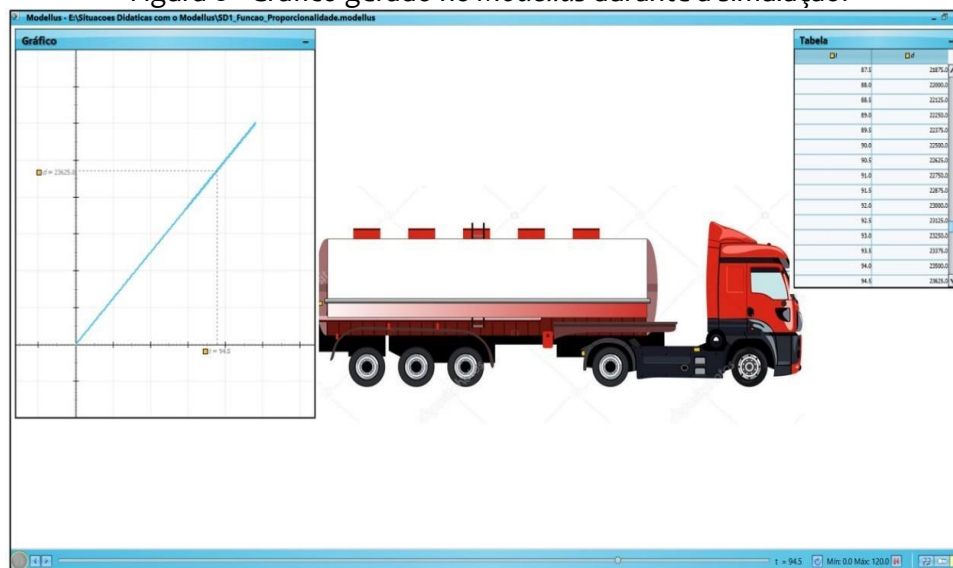 Gráfico gerado no Modellus durante a simulação.
Modellus - E:\Situacoes Didaticas com o Modellus\SD1_Funcao_Proporcionalidade.modellus
Gráfico
d = 23625.0
t = 94.5
Tabela
t d
87.5 21875.0
88.0 22000.0
88.5 22125.0
89.0 22250.0
89.5 22375.0
90.0 22500.0
90.5 22625.0
91.0 22750.0
91.5 22875.0
92.0 23000.0
92.5 23125.0
93.0 23250.0
93.5 23375.0
94.0 23500.0
94.5 23625.0
t = 94.5 Min: 0.0 Máx: 120.0